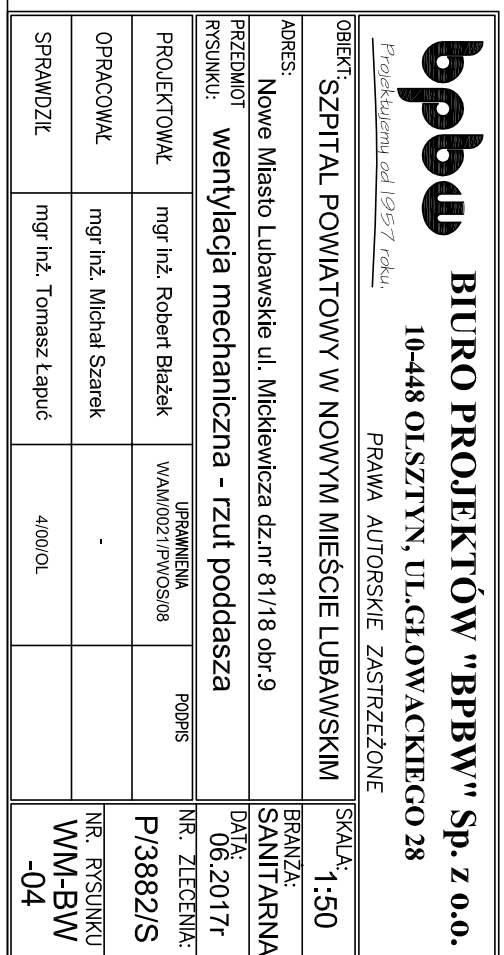 bpbw
BIURO PROJEKTÓW "BPBW" Sp. z o.o.
10-448 OLSZTYN, UL.GŁOWACKIEGO 28
Projektujemy od 1957 roku.
PRAWA AUTORSKIE ZASTRZEŻONE
OBIEKT: SZPITAL POWIATOWY W NOWYM MIEŚCIE LUBAWSKIM
SKALA: 1:50
ADRES: Nowe Miasto Lubawskie ul. Mickiewicza dz.nr 81/18 obr.9
BRANŻA: SANITARNA
PRZEDMIOT RYSUNKU: wentylacja mechaniczna - rzut poddasza
DATA: 06.2017r
UPRAWNIENIA
PODPIS
PROJEKTOWAŁ mgr inż. Robert Błażek WAM/0021/PWOS/08
NR. ZLECENIA: P/3882/S
OPRACOWAŁ mgr inż. Michał Szarek -
SPRAWDZIŁ mgr inż. Tomasz Łapuć 4/00/OL
NR. RYSUNKU
WM-BW
-04